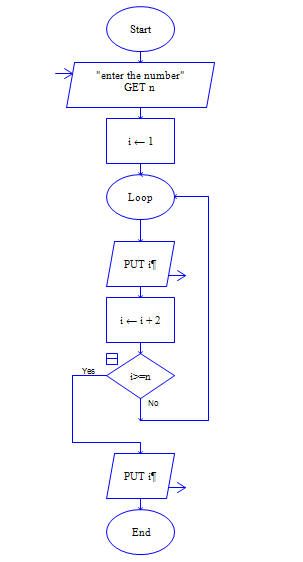 Start
"enter the number"
GET n
i ← 1
Loop
PUT i¶
i ← i + 2
i>=n
Yes
No
PUT i¶
End